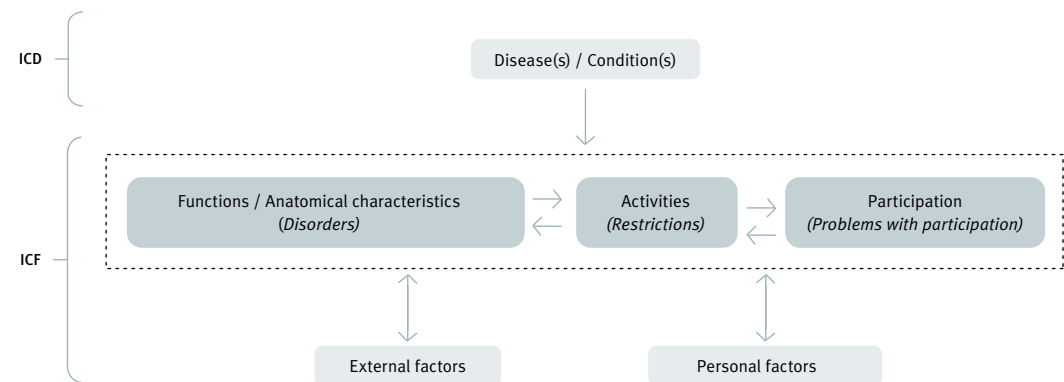 ICD
Disease(s) / Condition(s)
Functions / Anatomical characteristics
(Disorders)
Activities
(Restrictions)
Participation
(Problems with participation)
ICF
External factors
Personal factors